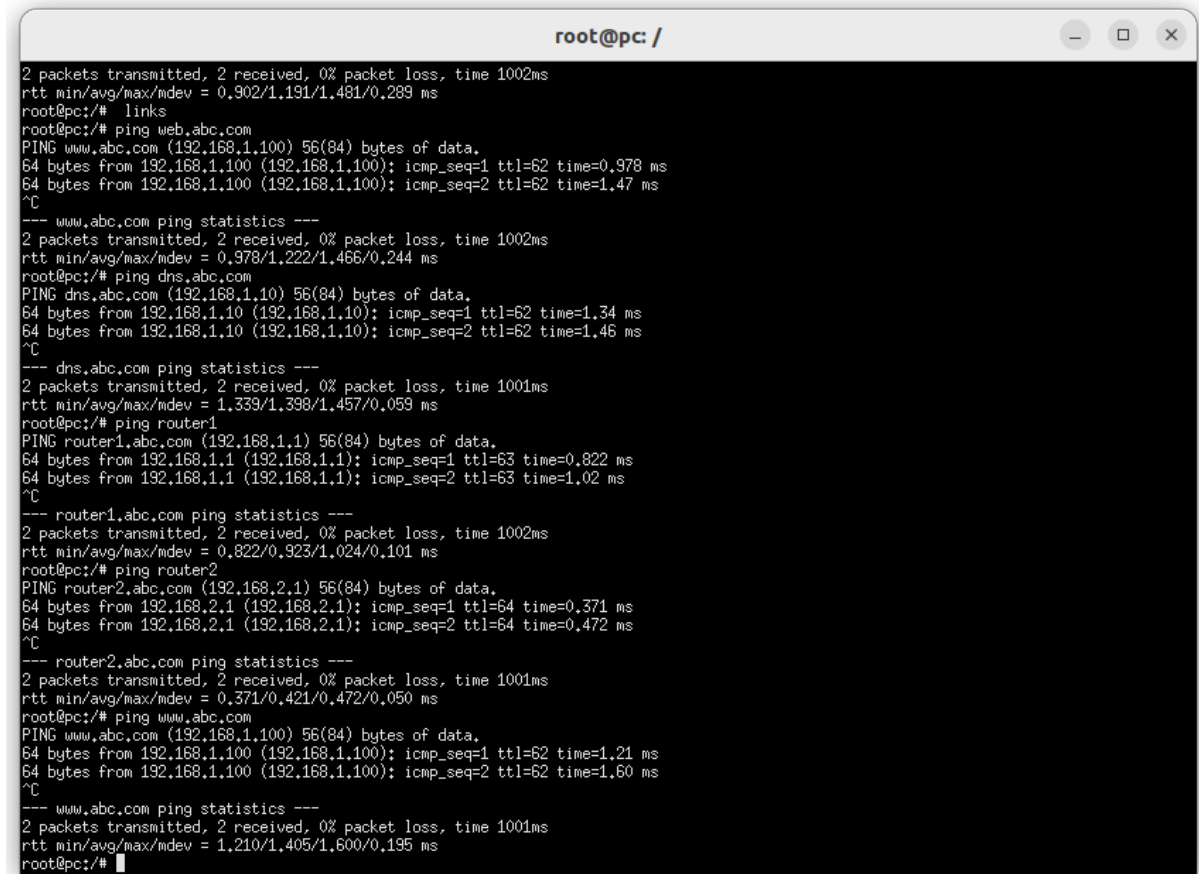 root@pc: /
2 packets transmitted, 2 received, 0% packet loss, time 1002ms
rtt min/avg/max/mdev = 0.902/1.191/1.481/0.289 ms
root@pc:/#  links
root@pc:/# ping web.abc.com
PING www.abc.com (192.168.1.100) 56(84) bytes of data.
64 bytes from 192.168.1.100 (192.168.1.100): icmp_seq=1 ttl=62 time=0.978 ms
64 bytes from 192.168.1.100 (192.168.1.100): icmp_seq=2 ttl=62 time=1.47 ms
^C
--- www.abc.com ping statistics ---
2 packets transmitted, 2 received, 0% packet loss, time 1002ms
rtt min/avg/max/mdev = 0.978/1.222/1.466/0.244 ms
root@pc:/# ping dns.abc.com
PING dns.abc.com (192.168.1.10) 56(84) bytes of data.
64 bytes from 192.168.1.10 (192.168.1.10): icmp_seq=1 ttl=62 time=1.34 ms
64 bytes from 192.168.1.10 (192.168.1.10): icmp_seq=2 ttl=62 time=1.46 ms
^C
--- dns.abc.com ping statistics ---
2 packets transmitted, 2 received, 0% packet loss, time 1001ms
rtt min/avg/max/mdev = 1.339/1.398/1.457/0.059 ms
root@pc:/# ping router1
PING router1.abc.com (192.168.1.1) 56(84) bytes of data.
64 bytes from 192.168.1.1 (192.168.1.1): icmp_seq=1 ttl=63 time=0.822 ms
64 bytes from 192.168.1.1 (192.168.1.1): icmp_seq=2 ttl=63 time=1.02 ms
^C
--- router1.abc.com ping statistics ---
2 packets transmitted, 2 received, 0% packet loss, time 1002ms
rtt min/avg/max/mdev = 0.822/0.923/1.024/0.101 ms
root@pc:/# ping router2
PING router2.abc.com (192.168.2.1) 56(84) bytes of data.
64 bytes from 192.168.2.1 (192.168.2.1): icmp_seq=1 ttl=64 time=0.371 ms
64 bytes from 192.168.2.1 (192.168.2.1): icmp_seq=2 ttl=64 time=0.472 ms
^C
--- router2.abc.com ping statistics ---
2 packets transmitted, 2 received, 0% packet loss, time 1001ms
rtt min/avg/max/mdev = 0.371/0.421/0.472/0.050 ms
root@pc:/# ping www.abc.com
PING www.abc.com (192.168.1.100) 56(84) bytes of data.
64 bytes from 192.168.1.100 (192.168.1.100): icmp_seq=1 ttl=62 time=1.21 ms
64 bytes from 192.168.1.100 (192.168.1.100): icmp_seq=2 ttl=62 time=1.60 ms
^C
--- www.abc.com ping statistics ---
2 packets transmitted, 2 received, 0% packet loss, time 1001ms
rtt min/avg/max/mdev = 1.210/1.405/1.600/0.195 ms
root@pc:/#